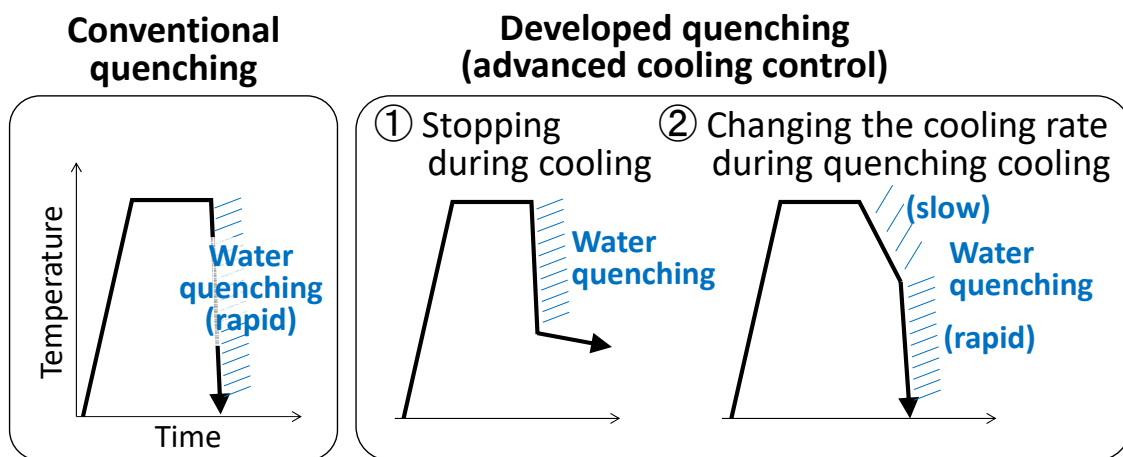 Conventional
quenching
Temperature
Water
quenching
(rapid)
Time
Developed quenching
(advanced cooling control)
① Stopping
during cooling
Water
quenching
② Changing the cooling rate
during quenching cooling
(slow)
Water
quenching
(rapid)